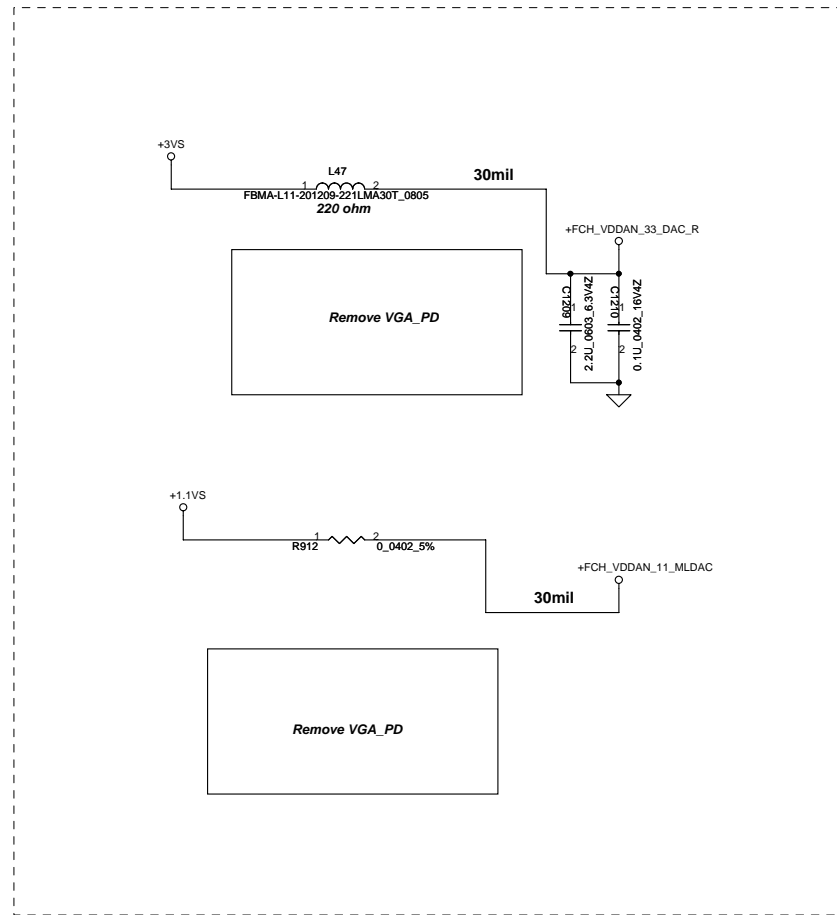 +3VS
L47
1 2
FBMA-L11-201209-221LMA30T_0805
220 ohm
30mil
+FCH_VDDAN_33_DAC_R
Remove VGA_PD
C1209
1
2
2.2U_0603_6.3V4Z
C1210
1
2
0.1U_0402_16V4Z
+1.1VS
1 2
R912
0_0402_5%
30mil
+FCH_VDDAN_11_MLDAC
Remove VGA_PD